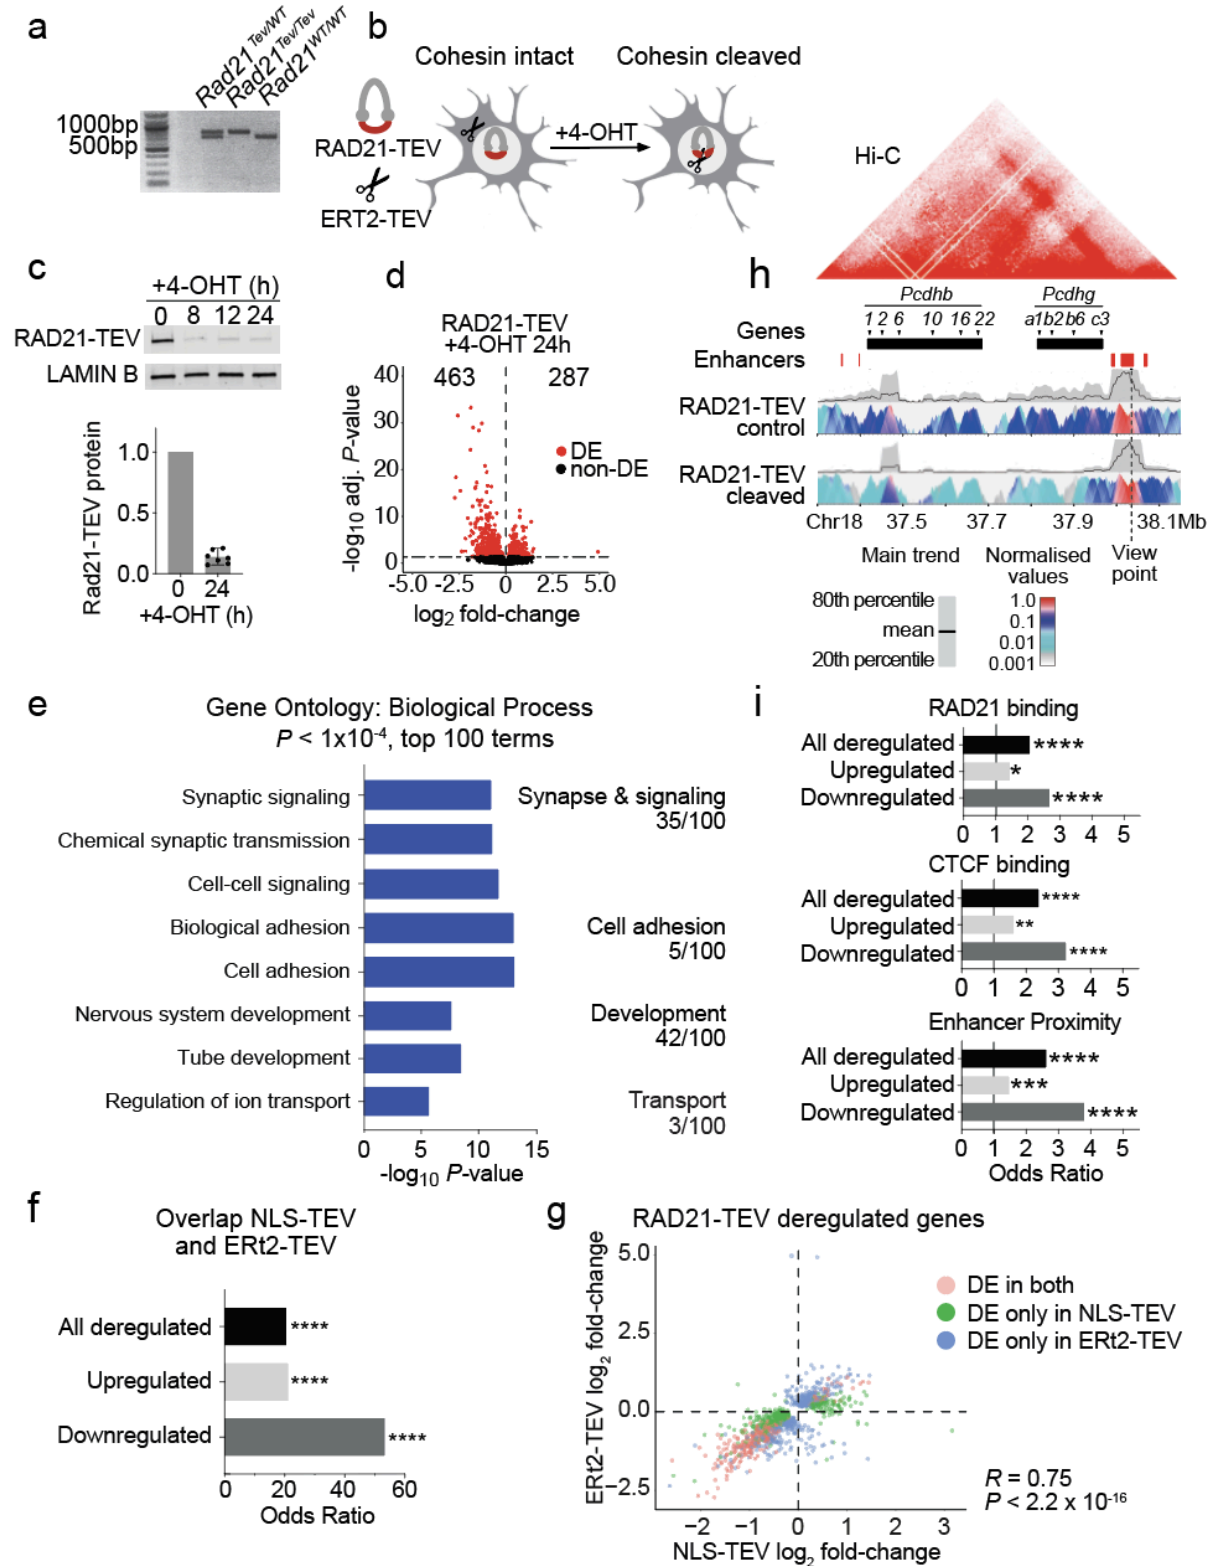 a
Rad21Tev/WT
Rad21Tev/Tev
Rad21WT/WT
1000bp
500bp
b
Cohesin intact
Cohesin cleaved
RAD21-TEV
ERT2-TEV
+4-OHT
Hi-C
c
+4-OHT (h)
0 8 12 24
RAD21-TEV
LAMIN B
Rad21-TEV protein
1.0
0.5
0.0
0 24
+4-OHT (h)
d
RAD21-TEV
+4-OHT 24h
463 287
-log10 adj. P-value
40
30
20
10
0
DE
non-DE
-5.0 -2.5 0 2.5 5.0
log2 fold-change
h
Pcdhb Pcdhg
1 2 6 10 16 22 a1b2b6 c3
Genes
Enhancers
RAD21-TEV
control
RAD21-TEV
cleaved
Chr18 37.5 37.7 37.9 38.1Mb
Main trend
80th percentile
mean
20th percentile
Normalised
values
1.0
0.1
0.01
0.001
View
point
e
Gene Ontology: Biological Process
P < 1x10-4, top 100 terms
Synaptic signaling
Chemical synaptic transmission
Cell-cell signaling
Biological adhesion
Cell adhesion
Nervous system development
Tube development
Regulation of ion transport
Synapse & signaling
35/100
Cell adhesion
5/100
Development
42/100
Transport
3/100
0 5 10 15
-log10 P-value
i
RAD21 binding
All deregulated ****
Upregulated *
Downregulated ****
0 1 2 3 4 5
CTCF binding
All deregulated ****
Upregulated **
Downregulated ****
0 1 2 3 4 5
Enhancer Proximity
All deregulated ****
Upregulated ***
Downregulated ****
0 1 2 3 4 5
Odds Ratio
f
Overlap NLS-TEV
and ERt2-TEV
All deregulated ****
Upregulated ****
Downregulated ****
0 20 40 60
Odds Ratio
g
RAD21-TEV deregulated genes
ERt2-TEV log2 fold-change
5.0
2.5
0.0
−2.5
DE in both
DE only in NLS-TEV
DE only in ERt2-TEV
R = 0.75
P < 2.2 x 10-16
−2 −1 0 1 2 3
NLS-TEV log2 fold-change